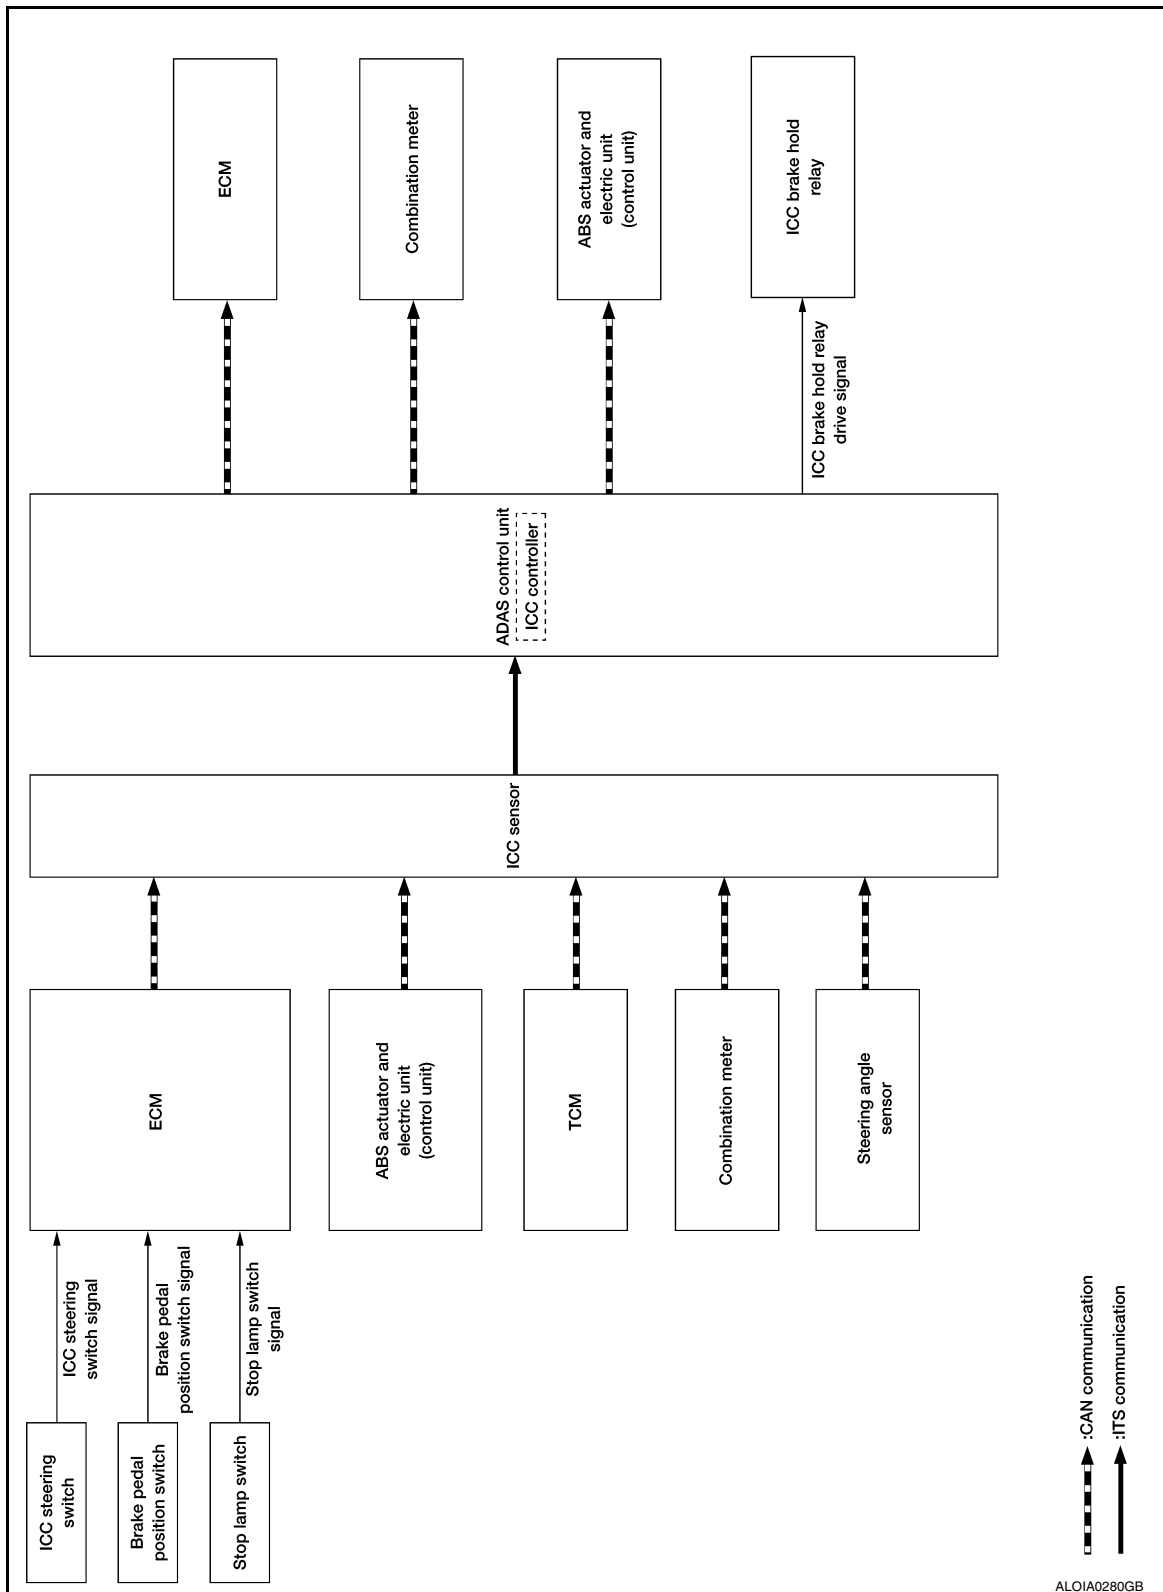 ECM
Combination meter
ABS actuator and
electric unit
(control unit)
ICC brake hold
relay
ICC brake hold relay
drive signal
ADAS control unit
ICC controller
ICC sensor
ECM
ABS actuator and
electric unit
(control unit)
TCM
Combination meter
Steering angle
sensor
ICC steering
switch signal
Brake pedal
position switch signal
Stop lamp switch
signal
ICC steering
switch
Brake pedal
position switch
Stop lamp switch
:CAN communication
:ITS communication
ALOIA0280GB